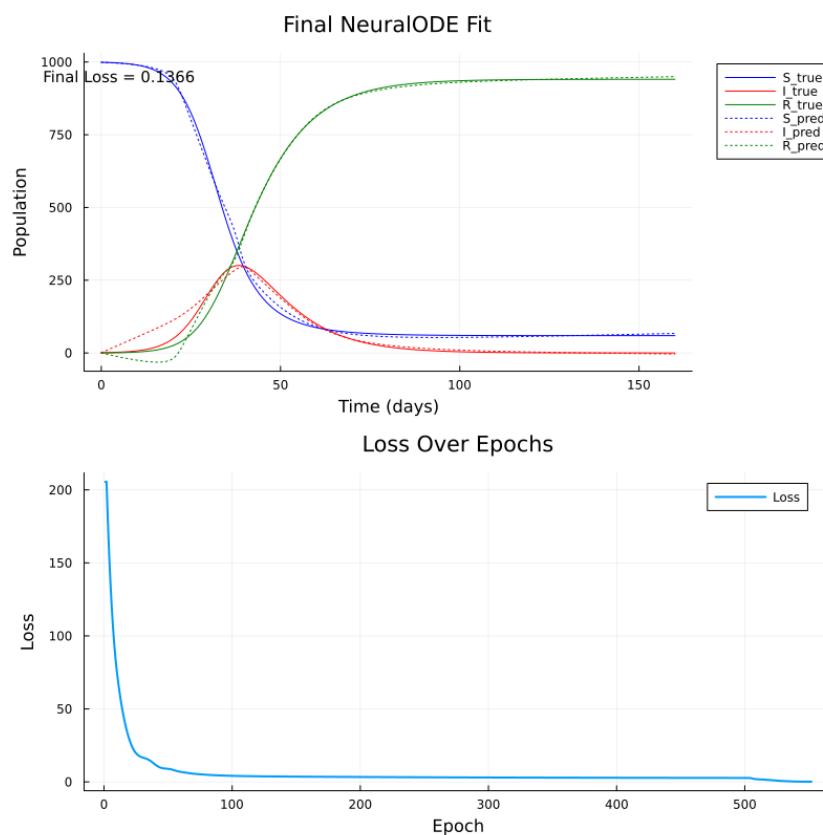 Final NeuralODE Fit
1000
750
500
250
0
Final Loss = 0.1366
Population
0
50
100
150
Time (days)
S_true
I_true
R_true
S_pred
I_pred
R_pred
Loss Over Epochs
200
150
100
50
0
Loss
0
100
200
300
400
500
Epoch
Loss